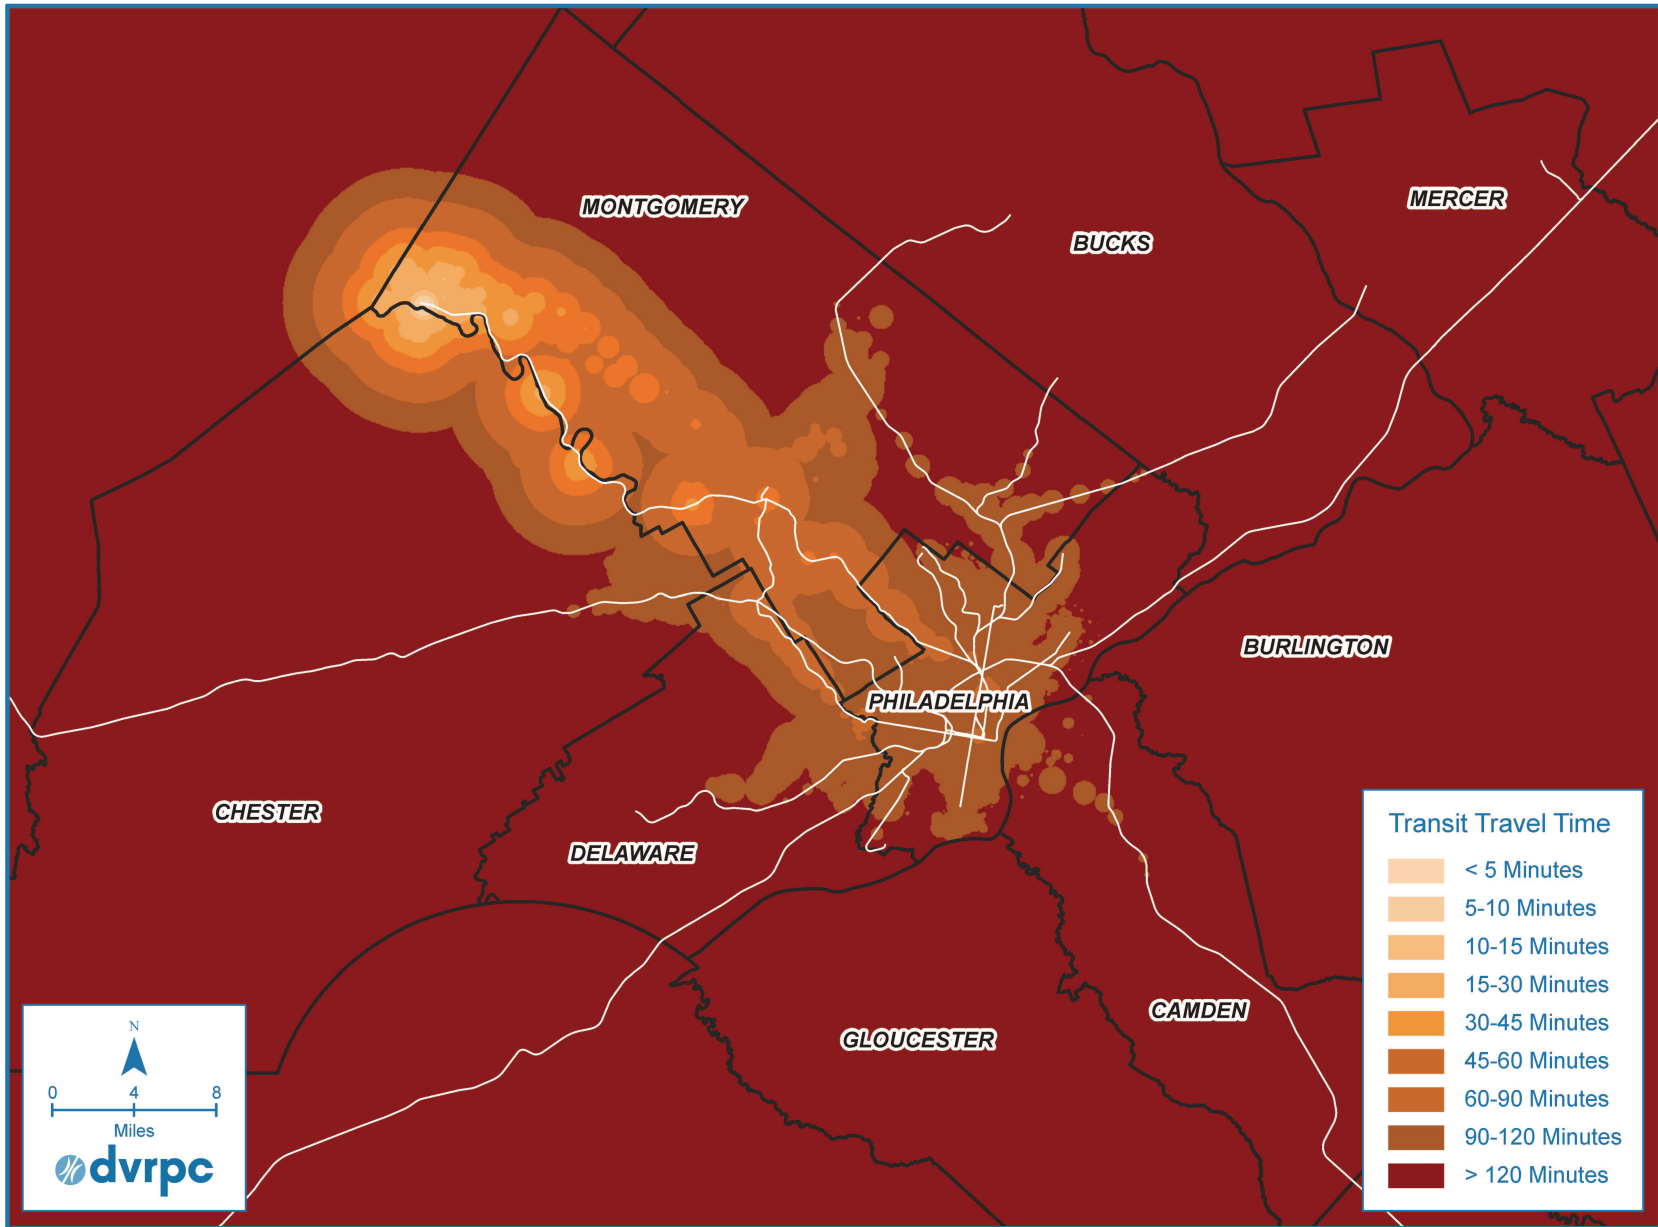 MONTGOMERY
MERCER
BUCKS
BURLINGTON
PHILADELPHIA
CHESTER
DELAWARE
CAMDEN
GLOUCESTER
Transit Travel Time
< 5 Minutes
5-10 Minutes
10-15 Minutes
15-30 Minutes
30-45 Minutes
45-60 Minutes
60-90 Minutes
90-120 Minutes
> 120 Minutes
N
0 4 8
Miles
dvrpc